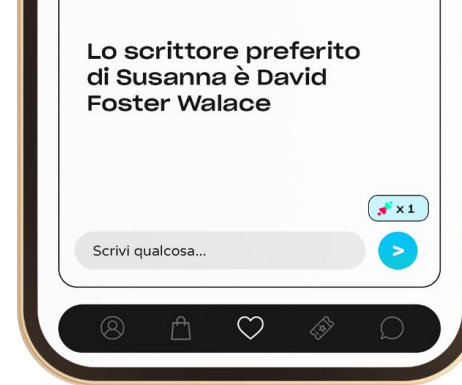 Lo scrittore preferito
di Susanna è David
Foster Walace
x 1
Scrivi qualcosa...
>